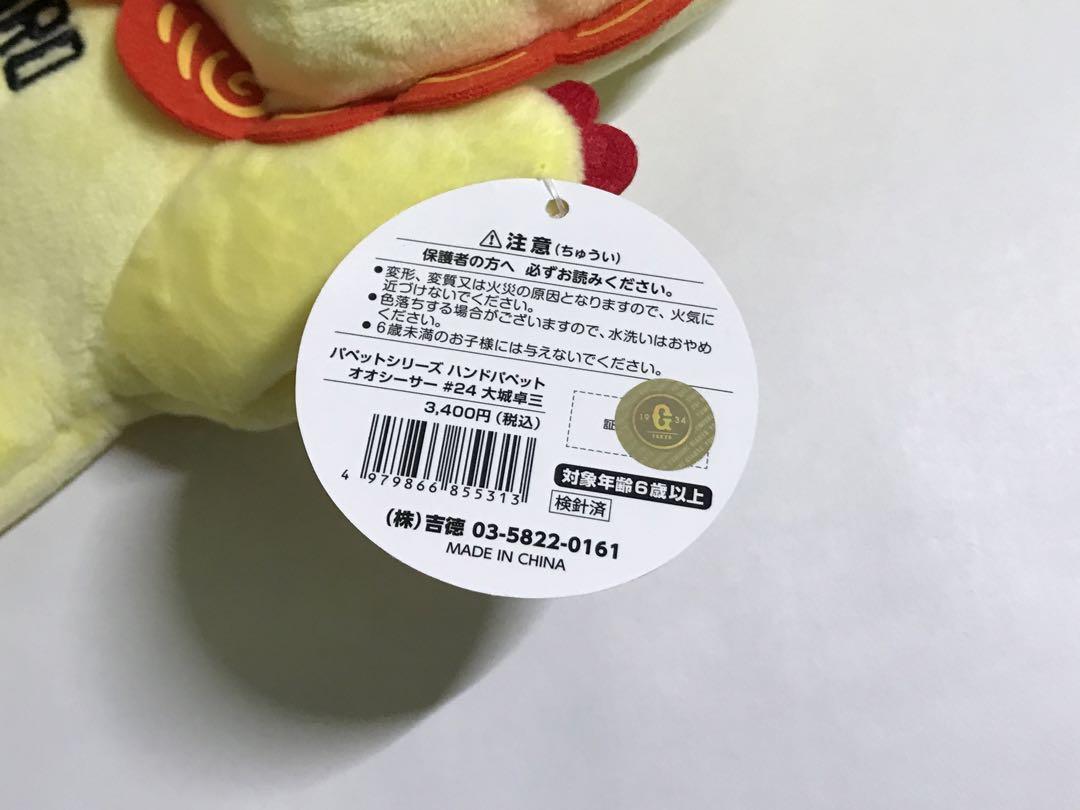 ⚠注意(ちゅうい)
保護者の方へ 必ずお読みください。
●変形、変質又は火災の原因となりますので、火気に
近づけないでください。
●色落ちする場合がございますので、水洗いはおやめ
ください。
●6歳未満のお子様には与えないでください。
パペットシリーズ ハンドパペット
オオシーサー #24 大城卓三
3,400円(税込)
4 979866 855313
証
19 G 34
TOKYO
対象年齢6歳以上
検針済
(株)吉徳 03-5822-0161
MADE IN CHINA